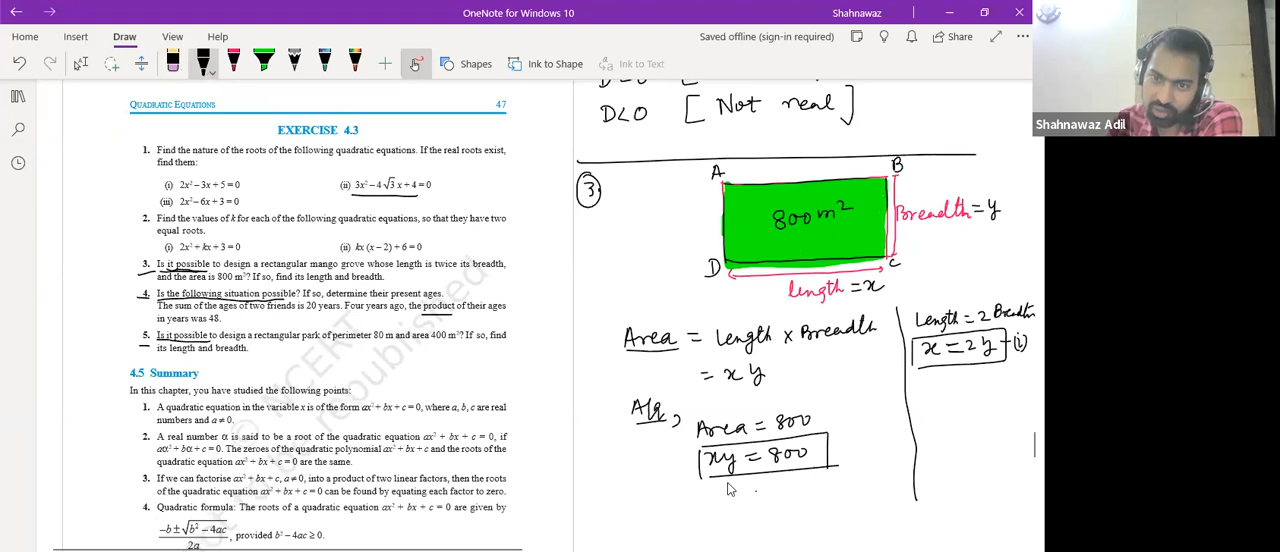 OneNote for Windows 10
Shahnawaz
Home
Insert
Draw
View
Help
Saved offline (sign-in required)
Share
Shapes
Ink to Shape
Ink to Text
QUADRATIC EQUATIONS 47
EXERCISE 4.3
1. Find the nature of the roots of the following quadratic equations. If the real roots exist,
find them:
(i) 2x² – 3x + 5 = 0 (ii) 3x² – 4√3 x + 4 = 0
(iii) 2x² – 6x + 3 = 0
2. Find the values of k for each of the following quadratic equations, so that they have two
equal roots.
(i) 2x² + kx + 3 = 0 (ii) kx (x – 2) + 6 = 0
3. Is it possible to design a rectangular mango grove whose length is twice its breadth,
and the area is 800 m²? If so, find its length and breadth.
4. Is the following situation possible? If so, determine their present ages.
The sum of the ages of two friends is 20 years. Four years ago, the product of their ages
in years was 48.
5. Is it possible to design a rectangular park of perimeter 80 m and area 400 m²? If so, find
its length and breadth.
4.5 Summary
In this chapter, you have studied the following points:
1. A quadratic equation in the variable x is of the form ax² + bx + c = 0, where a, b, c are real
numbers and a ≠ 0.
2. A real number α is said to be a root of the quadratic equation ax² + bx + c = 0, if
aα² + bα + c = 0. The zeroes of the quadratic polynomial ax² + bx + c and the roots of the
quadratic equation ax² + bx + c = 0 are the same.
3. If we can factorise ax² + bx + c, a ≠ 0, into a product of two linear factors, then the roots
of the quadratic equation ax² + bx + c = 0 can be found by equating each factor to zero.
4. Quadratic formula: The roots of a quadratic equation ax² + bx + c = 0 are given by
–b ± √b² – 4ac
2a , provided b² – 4ac ≥ 0.
© NCERT
republished
D<0 [ Not real ]
3.
A B
800 m²
Breadth = y
D C
length = x
Area = length × Breadth
= x y
Area = 800
xy = 800
Length = 2 Breadth
x = 2y – (i)
Shahnawaz Adil